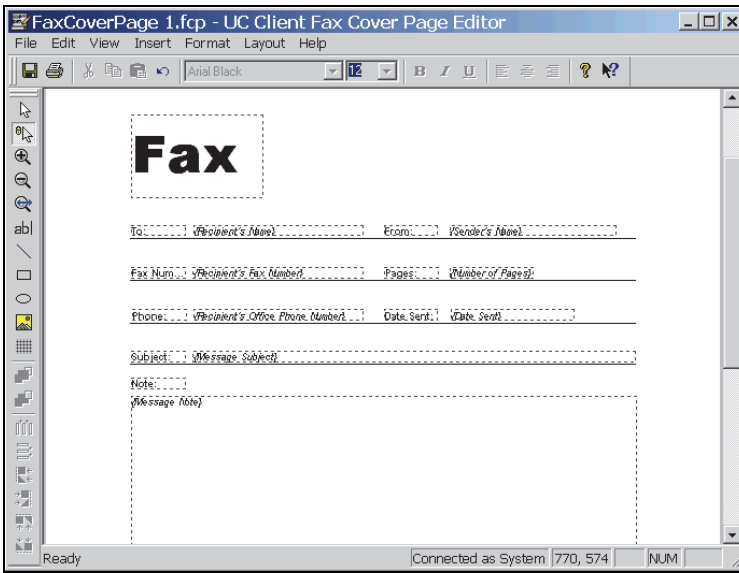 FaxCoverPage 1.fcp - UC Client Fax Cover Page Editor
File Edit View Insert Format Layout Help
Arial Black 12 B I U
ab|
Fax
To: {Recipient's Name} From: {Sender's Name}
Fax Num... {Recipient's Fax Number} Pages: {Number of Pages}
Phone: {Recipient's Office Phone Number} Date Sent: {Date Sent}
Subject: {Message Subject}
Note:
{Message Note}
Ready Connected as System 770, 574 NUM